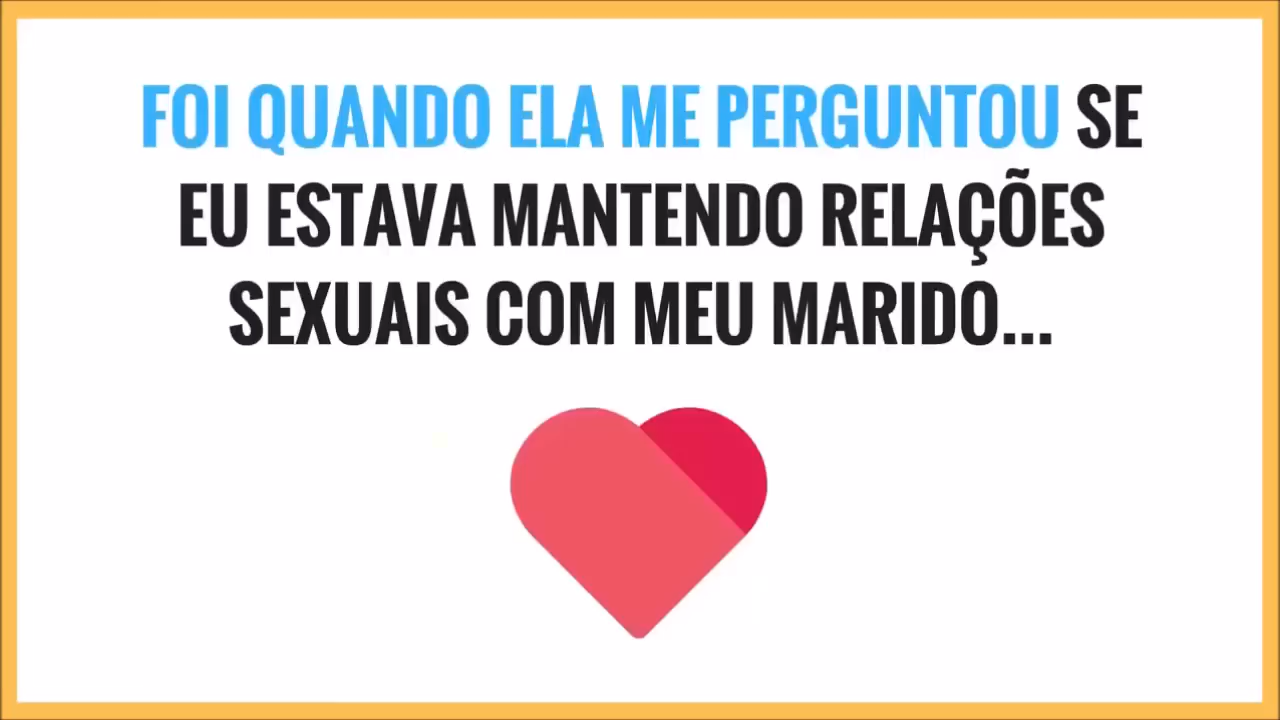 FOI QUANDO ELA ME PERGUNTOU SE
EU ESTAVA MANTENDO RELAÇÕES
SEXUAIS COM MEU MARIDO...